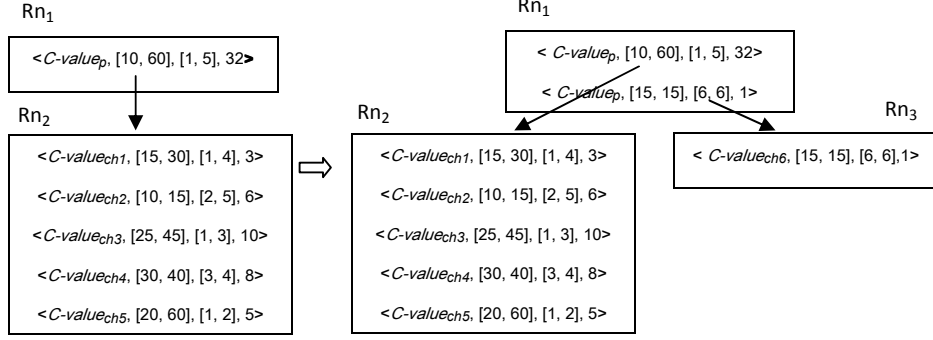 Rn1
<C-valuep, [10, 60], [1, 5], 32>
Rn2
<C-valuech1, [15, 30], [1, 4], 3>
<C-valuech2, [10, 15], [2, 5], 6>
<C-valuech3, [25, 45], [1, 3], 10>
<C-valuech4, [30, 40], [3, 4], 8>
<C-valuech5, [20, 60], [1, 2], 5>
Rn1
< C-valuep, [10, 60], [1, 5], 32>
< C-valuep, [15, 15], [6, 6], 1>
Rn2
<C-valuech1, [15, 30], [1, 4], 3>
<C-valuech2, [10, 15], [2, 5], 6>
<C-valuech3, [25, 45], [1, 3], 10>
<C-valuech4, [30, 40], [3, 4], 8>
<C-valuech5, [20, 60], [1, 2], 5>
Rn3
< C-valuech6, [15, 15], [6, 6],1>